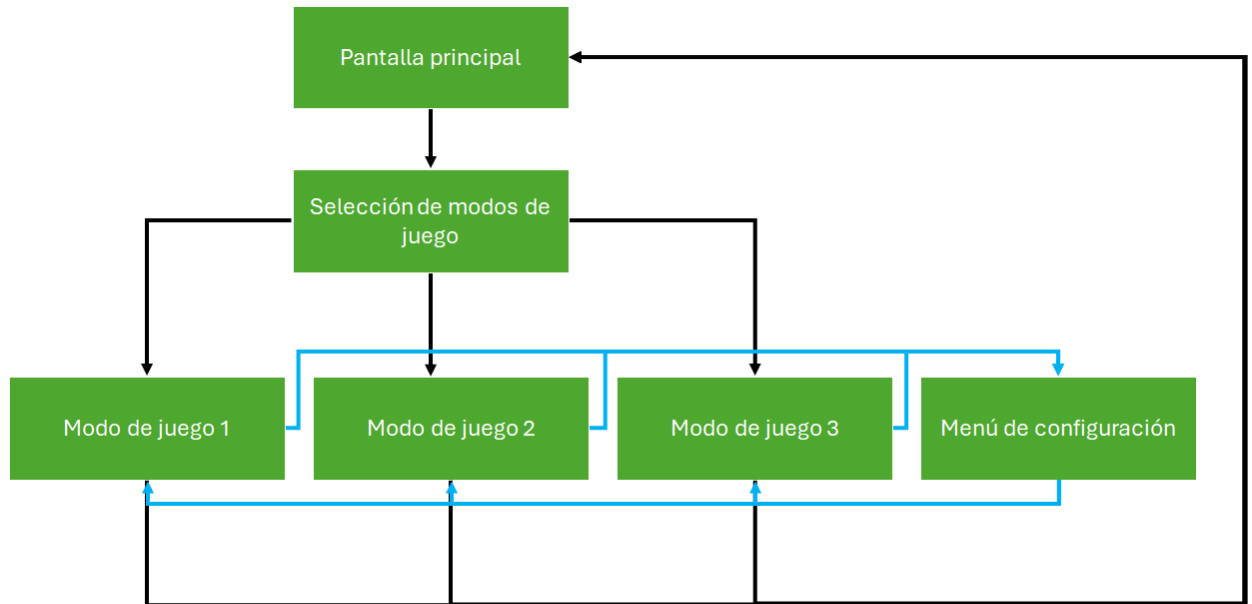 Pantalla principal
Selección de modos de
juego
Modo de juego 1
Modo de juego 2
Modo de juego 3
Menú de configuración